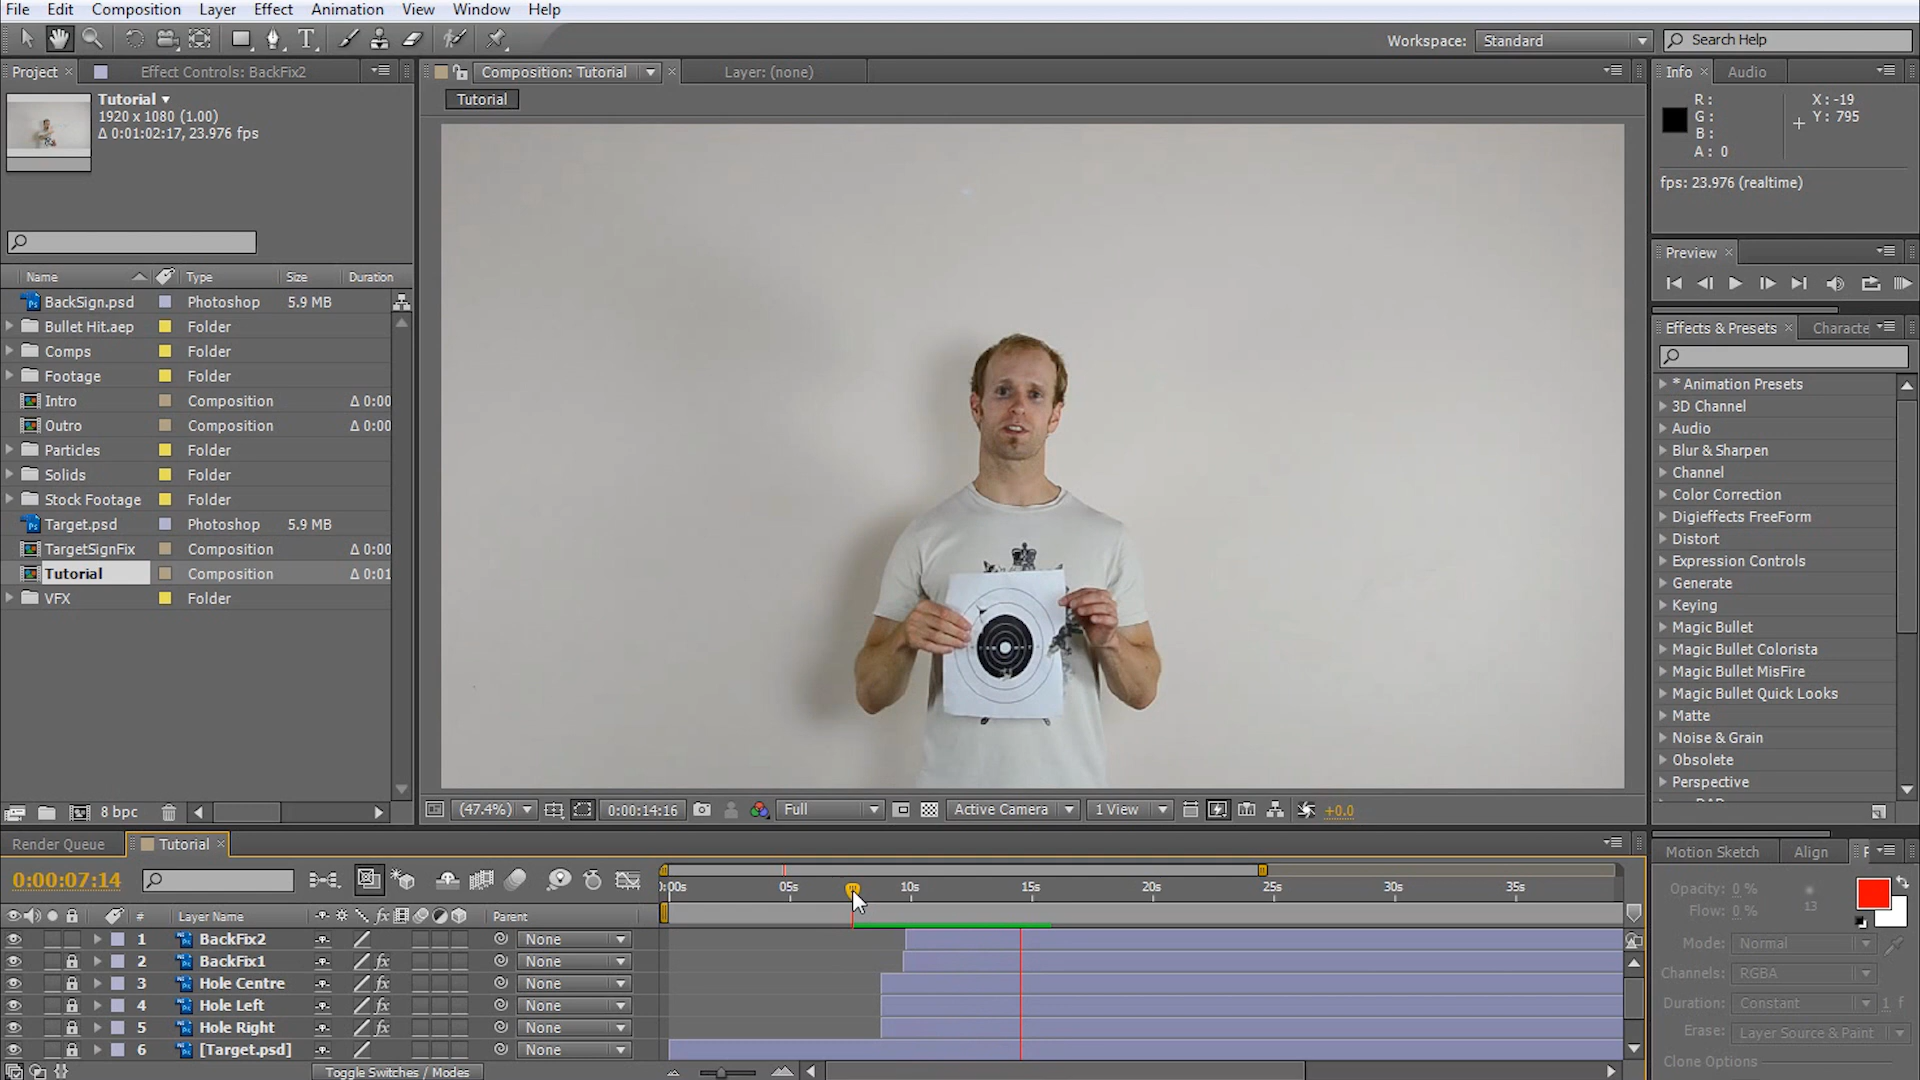 File Edit Composition Layer Effect Animation View Window Help
Workspace: Standard
Search Help
Project
Effect Controls: BackFix2
Tutorial
1920 x 1080 (1.00)
Δ 0:01:02:17, 23.976 fps
Name Type Size Duration
BackSign.psd Photoshop 5.9 MB
Bullet Hit.aep Folder
Comps Folder
Footage Folder
Intro Composition Δ 0:00
Outro Composition Δ 0:00
Particles Folder
Solids Folder
Stock Footage Folder
Target.psd Photoshop 5.9 MB
TargetSignFix Composition Δ 0:00
Tutorial Composition Δ 0:01
VFX Folder
8 bpc
Composition: Tutorial
Layer: (none)
Tutorial
(47.4%) 0:00:14:16 Full Active Camera 1 View +0.0
Info Audio
R: X: -19
G: Y: 795
B:
A: 0
fps: 23.976 (realtime)
Preview
Effects & Presets Characte
* Animation Presets
3D Channel
Audio
Blur & Sharpen
Channel
Color Correction
Digieffects FreeForm
Distort
Expression Controls
Generate
Keying
Magic Bullet
Magic Bullet Colorista
Magic Bullet MisFire
Magic Bullet Quick Looks
Matte
Noise & Grain
Obsolete
Perspective
Render Queue Tutorial
0:00:07:14
:00s 05s 10s 15s 20s 25s 30s 35s
# Layer Name fx Parent
1 BackFix2 None
2 BackFix1 fx None
3 Hole Centre fx None
4 Hole Left fx None
5 Hole Right fx None
6 [Target.psd] None
Toggle Switches / Modes
Motion Sketch Align
Opacity: 0 %
Flow: 0 %
13
Mode: Normal
Channels: RGBA
Duration: Constant 1 f
Erase: Layer Source & Paint
Clone Options